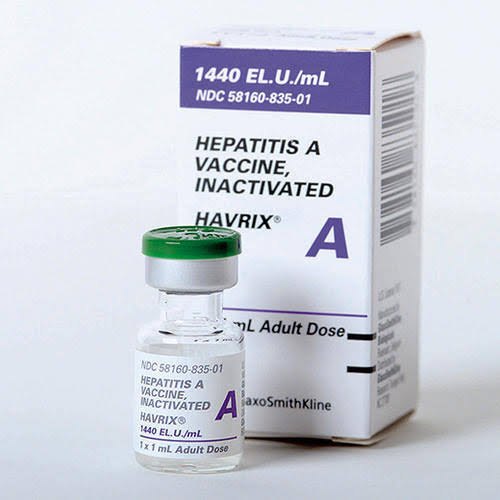 1440 EL.U./mL
NDC 58160-835-01
HEPATITIS A
VACCINE,
INACTIVATED
HAVRIX®
A
mL Adult Dose
SmithKline
NDC 58160-835-01
HEPATITIS A
VACCINE,
INACTIVATED
HAVRIX®
A
1440 EL.U./mL
1 x 1 mL Adult Dose